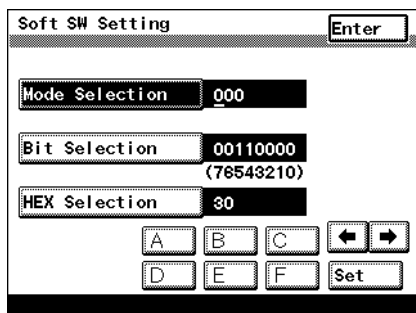 Soft SW Setting Enter
Mode Selection 000
Bit Selection 00110000
(76543210)
HEX Selection 30
A B C
D E F Set